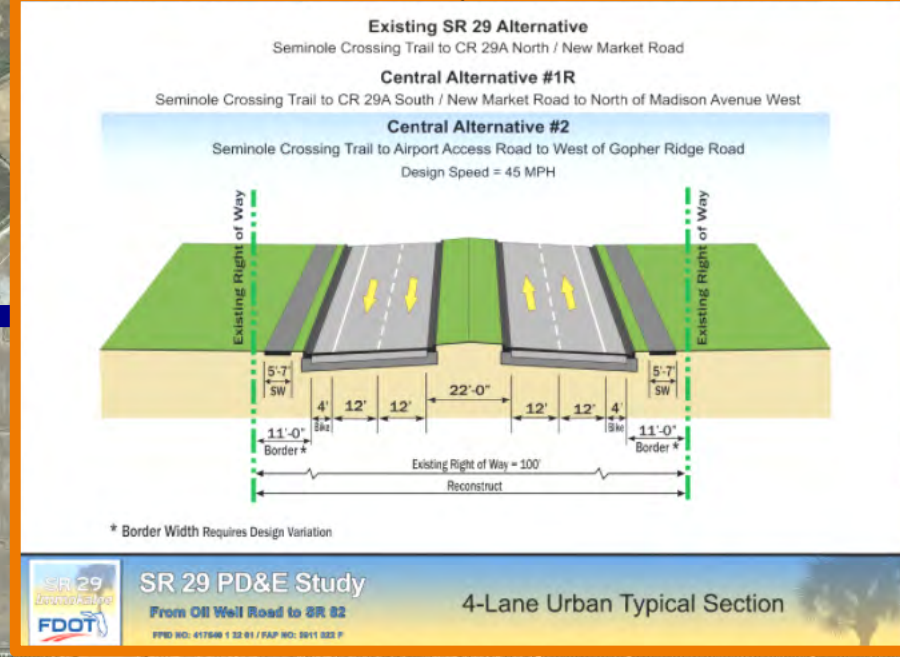 Existing SR 29 Alternative
Seminole Crossing Trail to CR 29A North / New Market Road
Central Alternative #1R
Seminole Crossing Trail to CR 29A South / New Market Road to North of Madison Avenue West
Central Alternative #2
Seminole Crossing Trail to Airport Access Road to West of Gopher Ridge Road
Design Speed = 45 MPH
Existing Right of Way
Existing Right of Way
5'-7'
SW
4'
Bike
12'
12'
22'-0"
12'
12'
4'
Bike
5'-7'
SW
11'-0"
Border *
11'-0"
Border *
Existing Right of Way = 100'
Reconstruct
* Border Width Requires Design Variation
SR 29
FDOT
SR 29 PD&E Study
From Oil Well Road to SR 82
4-Lane Urban Typical Section